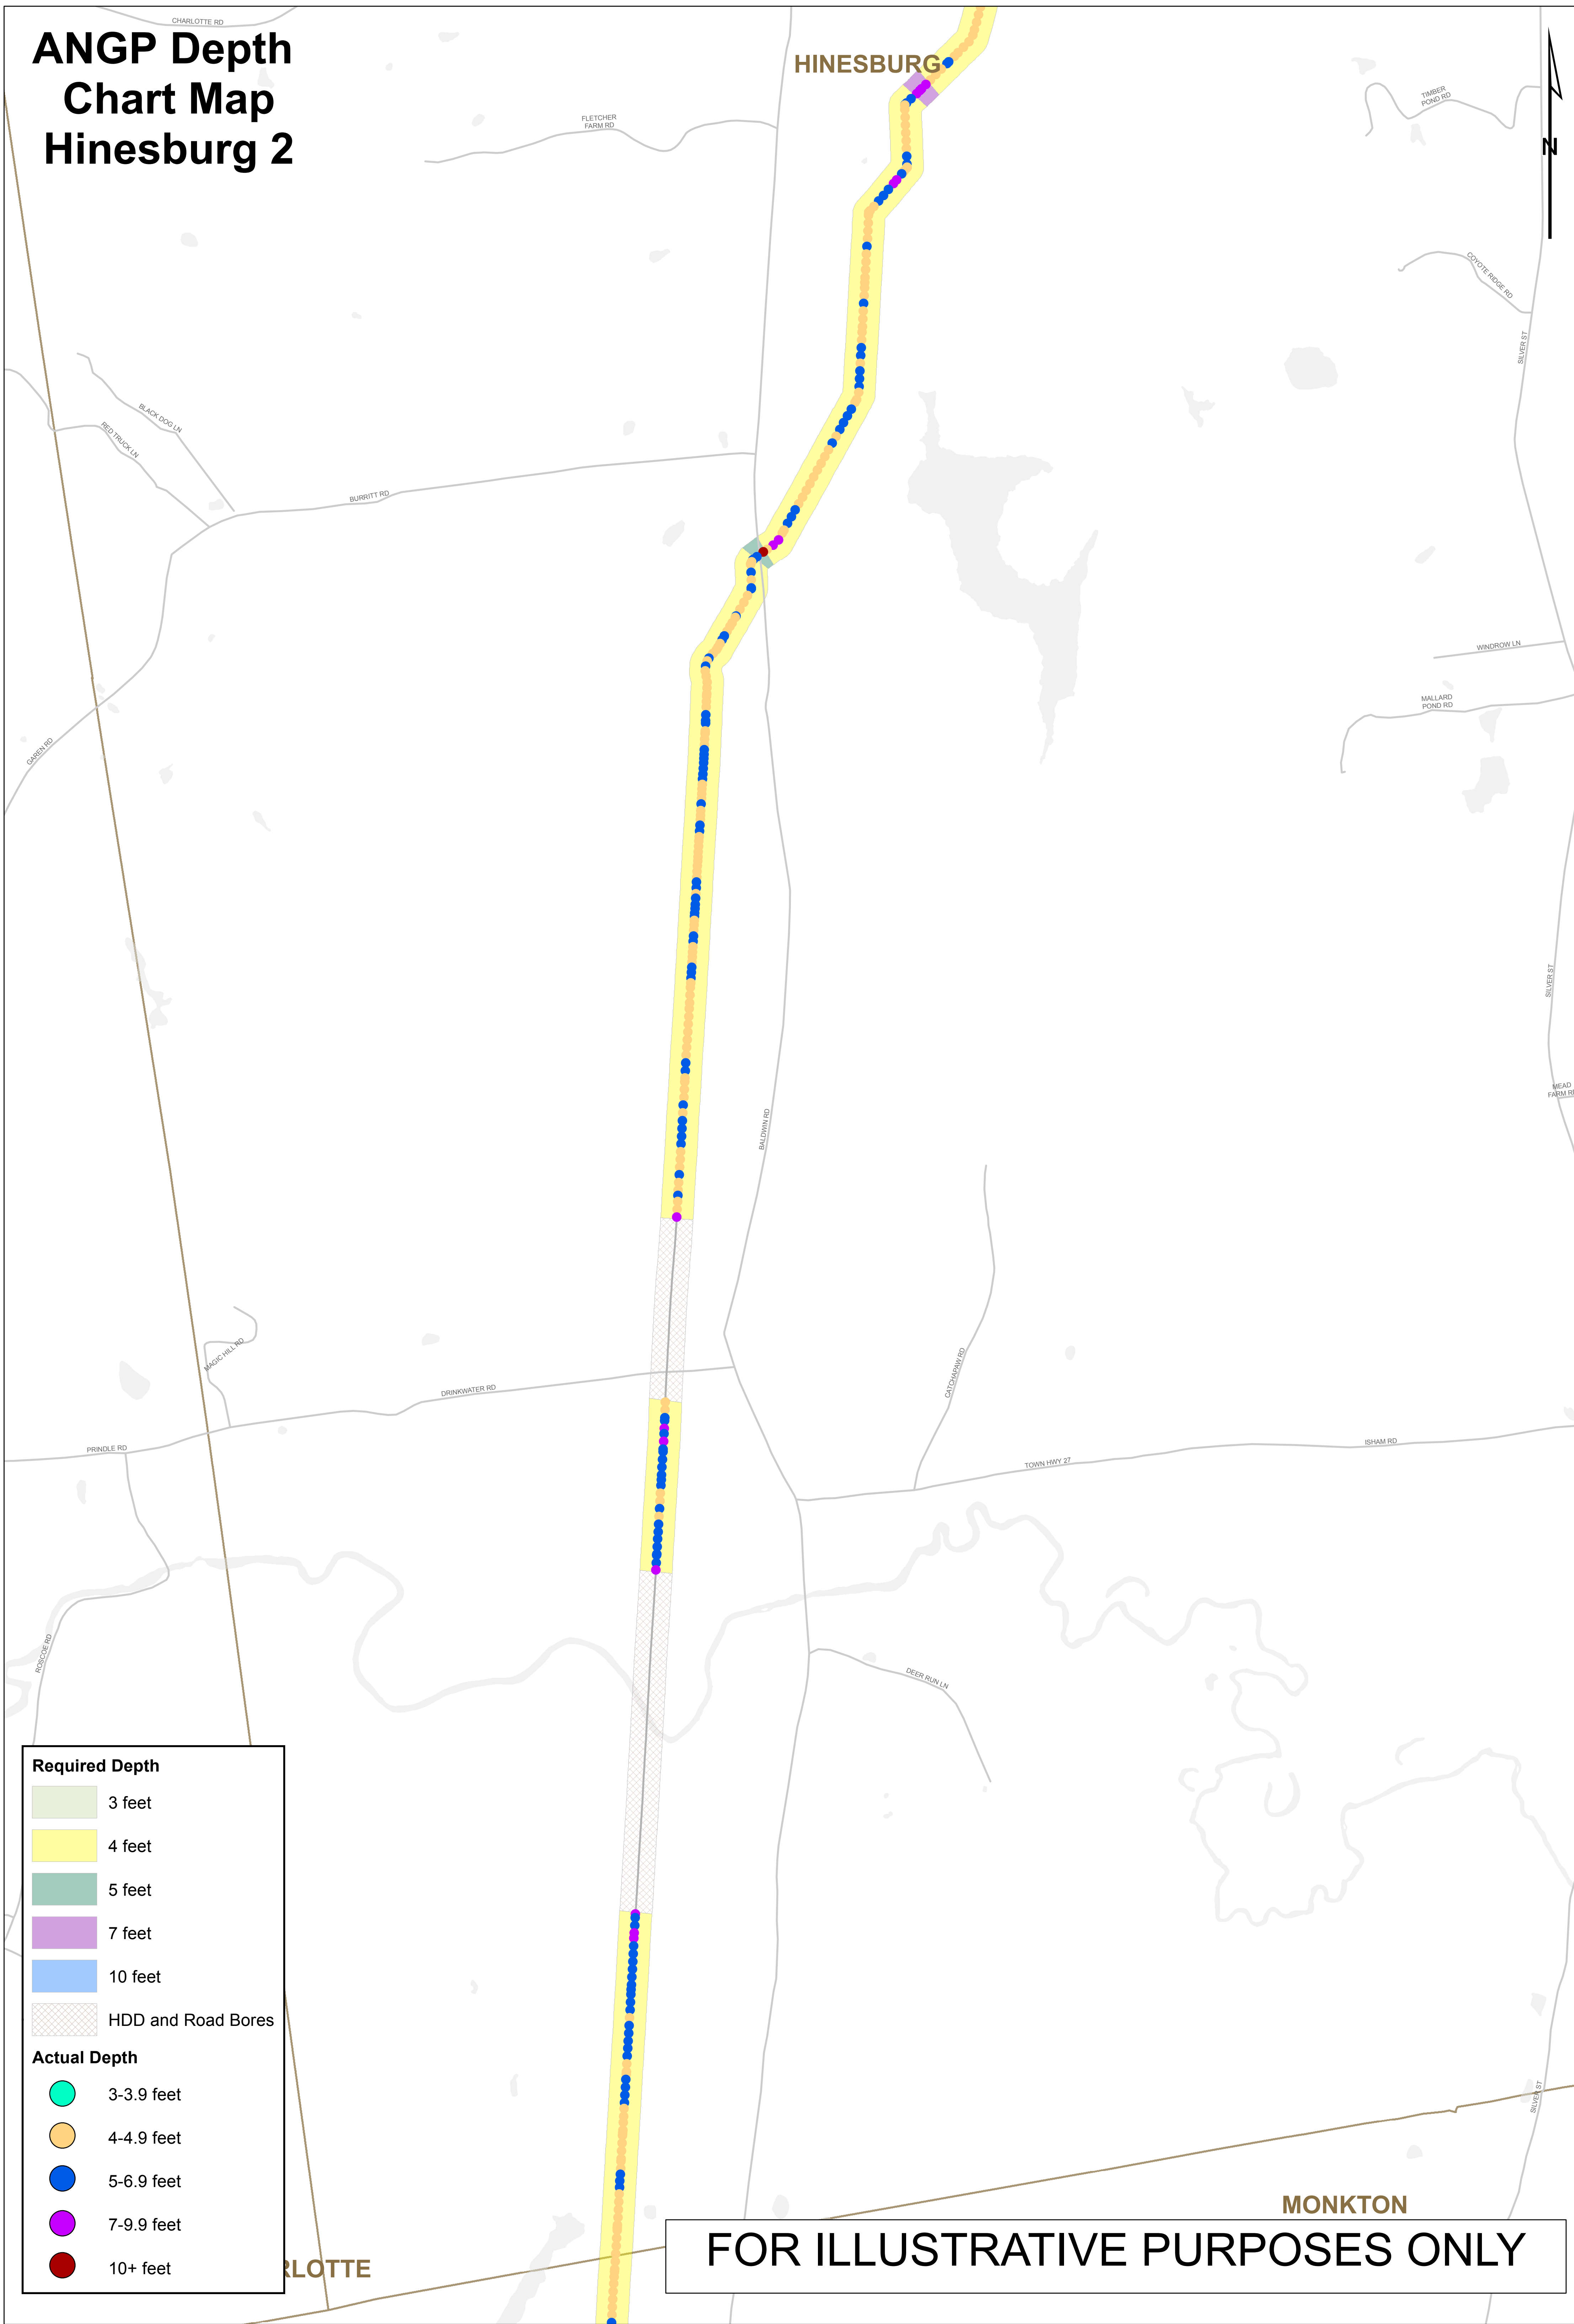 CHARLOTTE RD
ANGP Depth
Chart Map
Hinesburg 2
HINESBURG
FLETCHER
FARM RD
TIMBER
POND RD
N
COYOTE RIDGE RD
SILVER ST
BLACK DOG LN
RED TRUCK LN
BURRITT RD
WINDROW LN
MALLARD
POND RD
GAREN RD
SILVER ST
MEAD
FARM R
BALDWIN RD
MAGIC HILL RD
CATCHAPAW RD
DRINKWATER RD
PRINDLE RD
ISHAM RD
TOWN HWY 27
ROSCOE RD
DEER RUN LN
Required Depth
3 feet
4 feet
5 feet
7 feet
10 feet
HDD and Road Bores
Actual Depth
3-3.9 feet
4-4.9 feet
5-6.9 feet
7-9.9 feet
10+ feet
SILVER ST
MONKTON
RLOTTE
FOR ILLUSTRATIVE PURPOSES ONLY